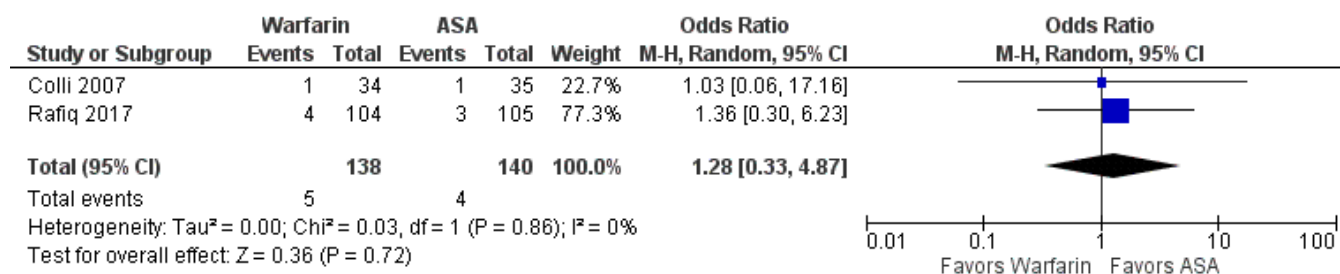 Warfarin ASA Odds Ratio Odds Ratio
Study or Subgroup Events Total Events Total Weight M-H, Random, 95% CI M-H, Random, 95% CI
Colli 2007 1 34 1 35 22.7% 1.03 [0.06, 17.16]
Rafiq 2017 4 104 3 105 77.3% 1.36 [0.30, 6.23]
Total (95% CI) 138 140 100.0% 1.28 [0.33, 4.87]
Total events 5 4
Heterogeneity: Tau² = 0.00; Chi² = 0.03, df = 1 (P = 0.86); I² = 0%
Test for overall effect: Z = 0.36 (P = 0.72)
0.01 0.1 1 10 100
Favors Warfarin Favors ASA